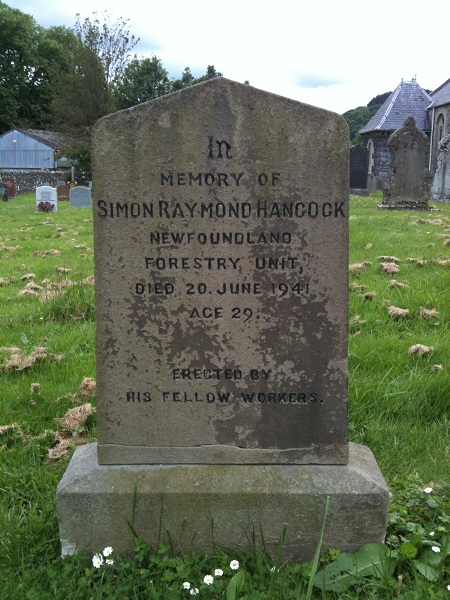 In
MEMORY OF
SIMON RAYMOND HANCOCK
NEWFOUNDLAND
FORESTRY UNIT,
DIED 20. JUNE 1941.
AGE 29.
ERECTED BY
HIS FELLOW WORKERS.